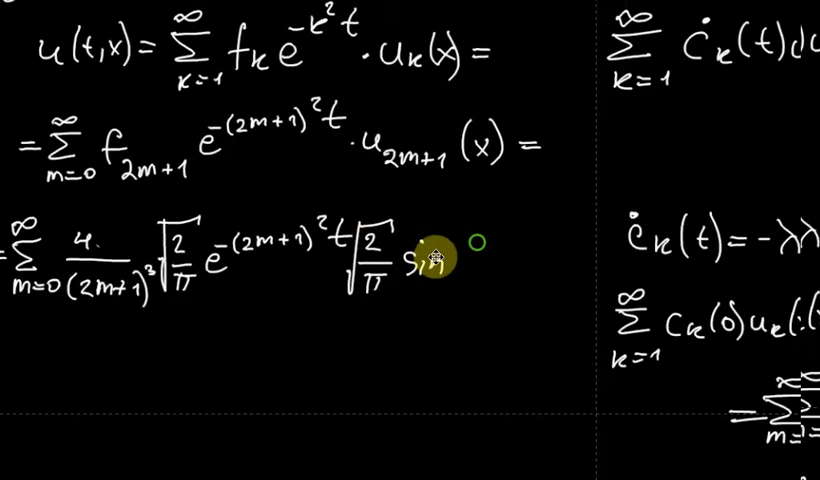 u(t,x) = ∑_{k=1}^{∞} f_k e^{-k²t} · u_k(x) =
= ∑_{m=0}^{∞} f_{2m+1} e^{-(2m+1)²t} · u_{2m+1}(x) =
= ∑_{m=0}^{∞} 4/(2m+1)³ √(2/π) e^{-(2m+1)²t} √(2/π) sin
∑_{k=1}^{∞} ċ_k(t)
ċ_k(t) = -λ
∑_{k=1}^{∞} c_k(0) u_k(
= ∑